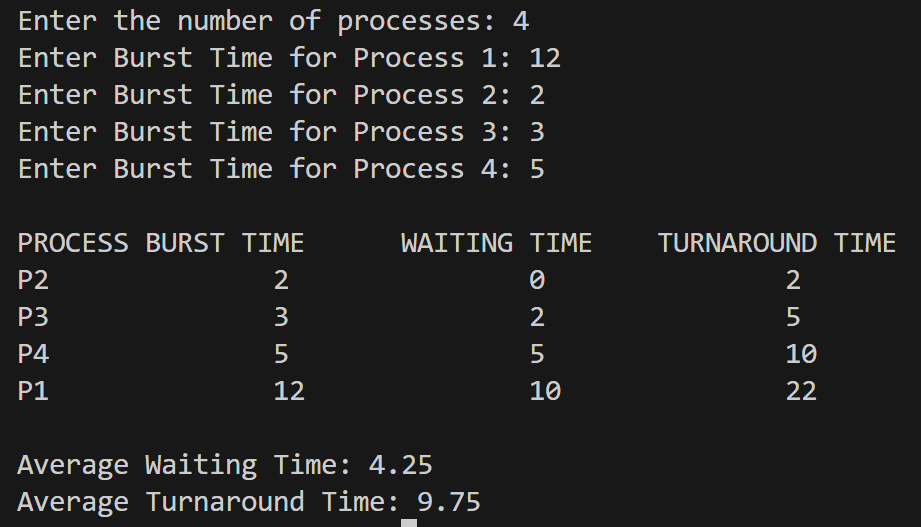 Enter the number of processes: 4
Enter Burst Time for Process 1: 12
Enter Burst Time for Process 2: 2
Enter Burst Time for Process 3: 3
Enter Burst Time for Process 4: 5

PROCESS BURST TIME      WAITING TIME    TURNAROUND TIME
P2              2               0               2
P3              3               2               5
P4              5               5               10
P1              12              10              22

Average Waiting Time: 4.25
Average Turnaround Time: 9.75